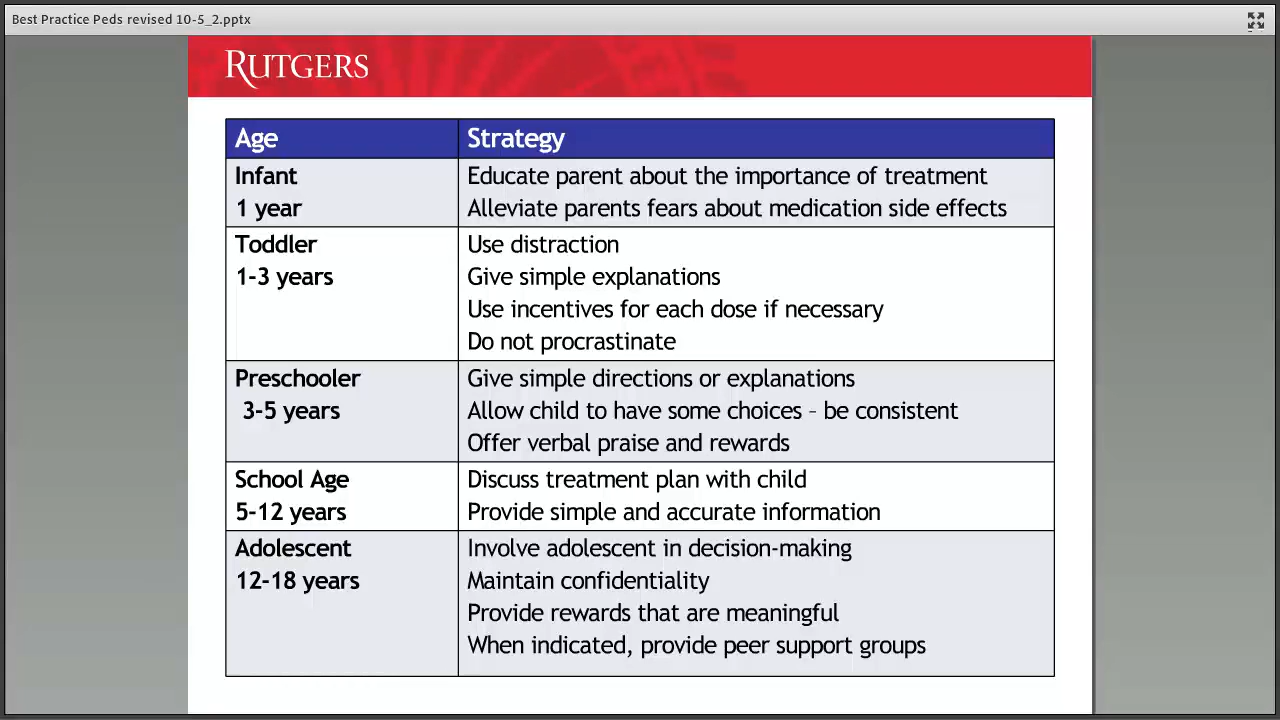 Best Practice Peds revised 10-5_2.pptx
RUTGERS
Age Strategy
Infant Educate parent about the importance of treatment
1 year Alleviate parents fears about medication side effects
Toddler Use distraction
1-3 years Give simple explanations
Use incentives for each dose if necessary
Do not procrastinate
Preschooler Give simple directions or explanations
3-5 years Allow child to have some choices – be consistent
Offer verbal praise and rewards
School Age Discuss treatment plan with child
5-12 years Provide simple and accurate information
Adolescent Involve adolescent in decision-making
12-18 years Maintain confidentiality
Provide rewards that are meaningful
When indicated, provide peer support groups